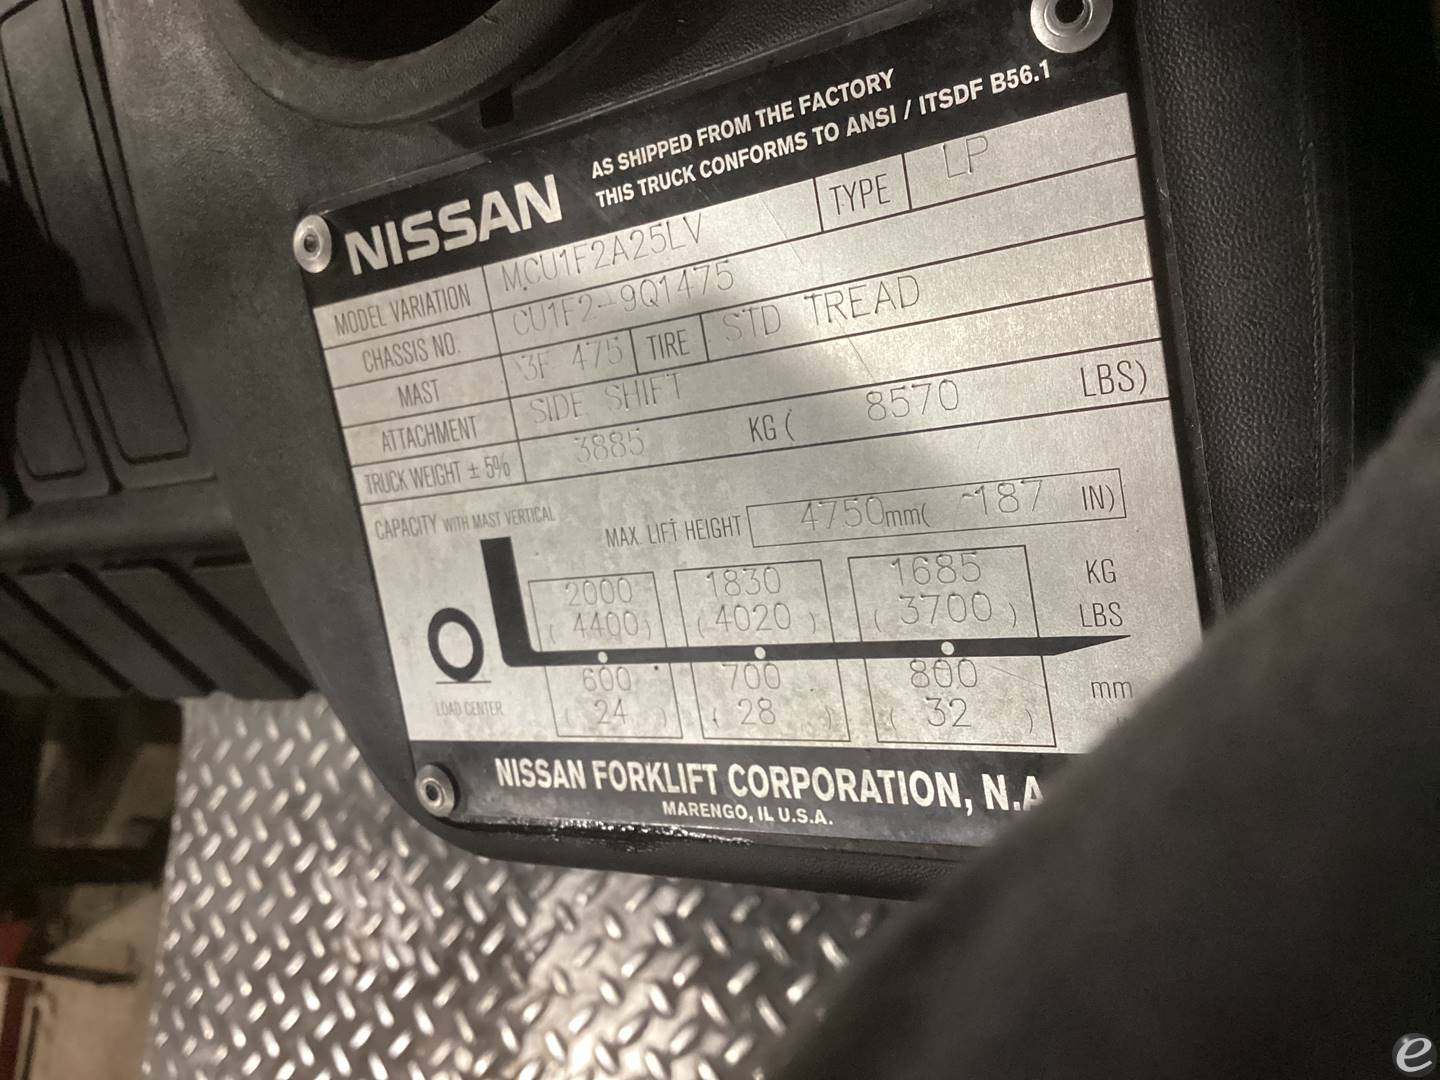 NISSAN
AS SHIPPED FROM THE FACTORY
THIS TRUCK CONFORMS TO ANSI / ITSDF B56.1
MODEL VARIATION MCU1F2A25LV TYPE LP
CHASSIS NO. CU1F2-9Q1475
MAST 3F 475 TIRE STD TREAD
ATTACHMENT SIDE SHIFT
TRUCK WEIGHT ± 5% 3885 KG ( 8570 LBS)
CAPACITY WITH MAST VERTICAL
MAX. LIFT HEIGHT 4750mm( ~187 IN)
2000 1830 1685 KG
( 4400 ) ( 4020 ) ( 3700 ) LBS
600 700 800 mm
LOAD CENTER ( 24 ) ( 28 ) ( 32 )
NISSAN FORKLIFT CORPORATION, N.A
MARENGO, IL U.S.A.
e